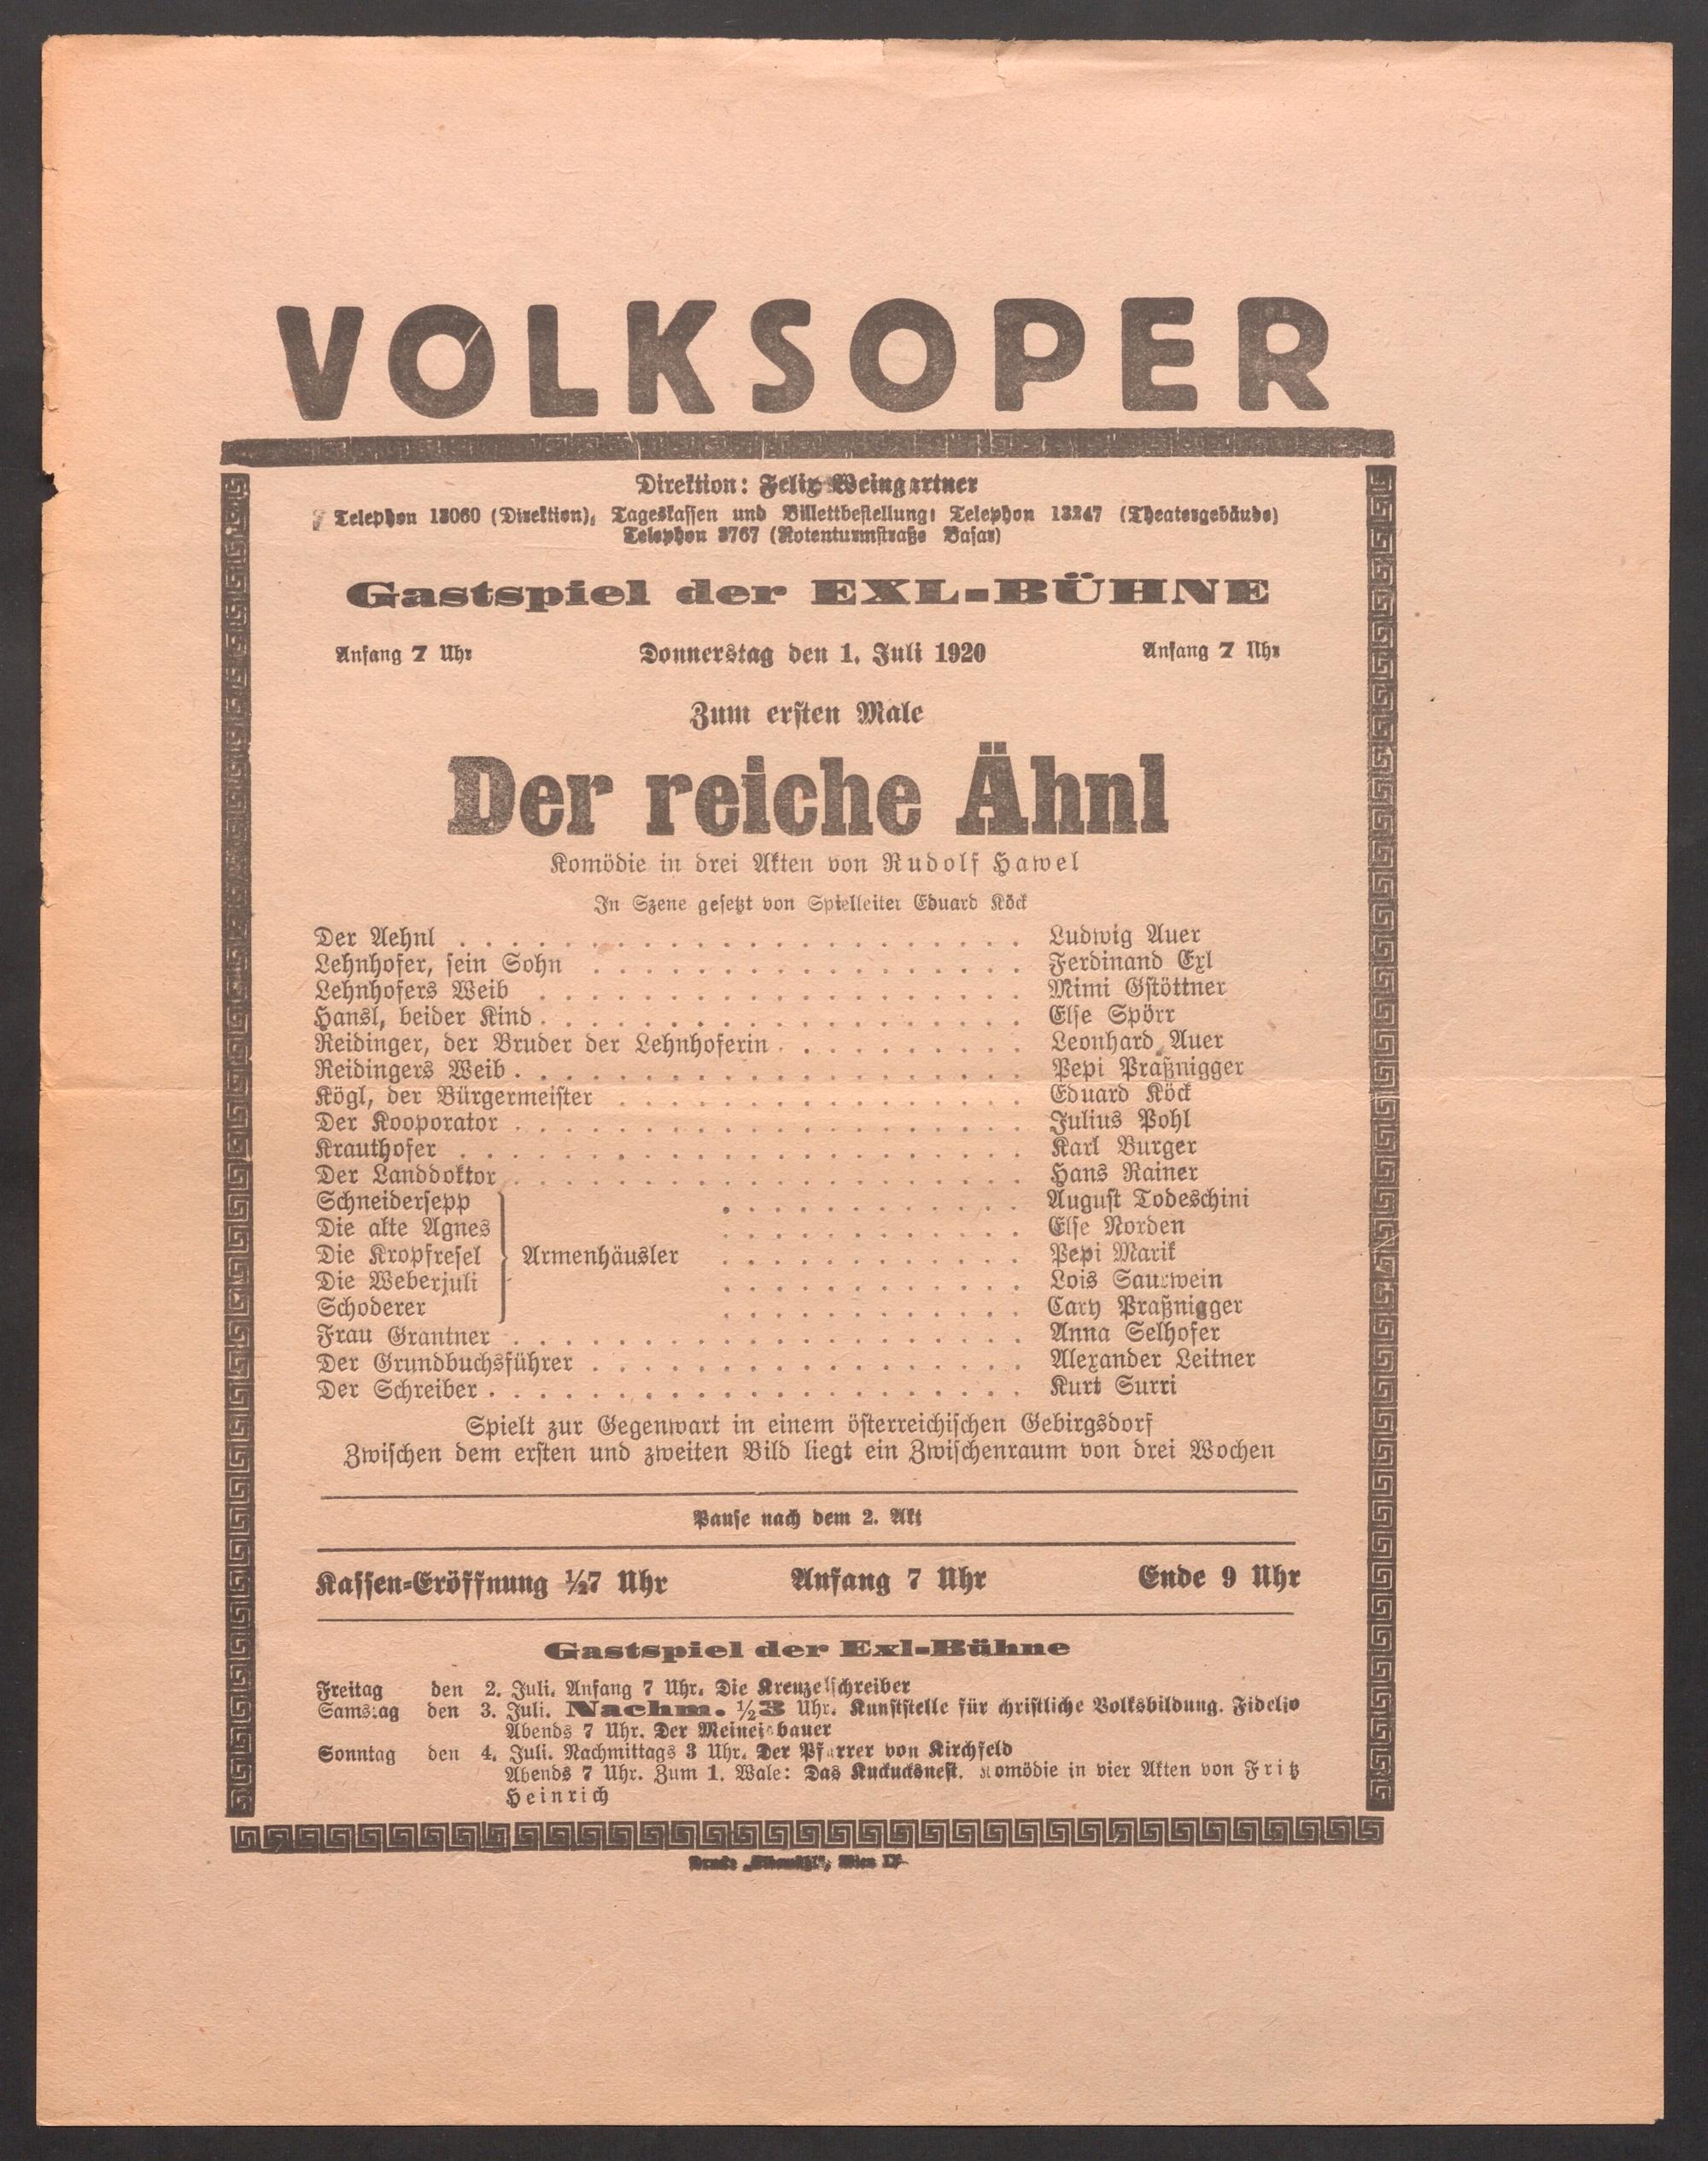 VOLKSOPER
Direktion: Felix Weingartner
Telephon 13060 (Direktion), Tageskassen und Billettbestellung: Telephon 13247 (Theatergebäude)
Telephon 3767 (Rotenturmstraße Basar)
Gastspiel der EXL-BÜHNE
Anfang 7 Uhr Donnerstag den 1. Juli 1920 Anfang 7 Uhr
Zum ersten Male
Der reiche Ähnl
Komödie in drei Akten von Rudolf Hawel
In Szene gesetzt von Spielleiter Eduard Köck
Der Aehnl . . . . . Ludwig Auer
Lehnhofer, sein Sohn . . . . . Ferdinand Exl
Lehnhofers Weib . . . . . Mimi Gstöttner
Hansl, beider Kind . . . . . Else Spörr
Reidinger, der Bruder der Lehnhoferin . . . . . Leonhard Auer
Reidingers Weib . . . . . Pepi Praßnigger
Kögl, der Bürgermeister . . . . . Eduard Köck
Der Kooporator . . . . . Julius Pohl
Krauthofer . . . . . Karl Burger
Der Landdoktor . . . . . Hans Rainer
Schneidersepp . . . . . August Todeschini
Die alte Agnes . . . . . Else Norden
Die Kropfresel } Armenhäusler . . . . . Pepi Marik
Die Weberjuli . . . . . Lois Sauerwein
Schoderer . . . . . Cary Praßnigger
Frau Grantner . . . . . Anna Selhofer
Der Grundbuchsführer . . . . . Alexander Leitner
Der Schreiber . . . . . Kurt Surri
Spielt zur Gegenwart in einem österreichischen Gebirgsdorf
Zwischen dem ersten und zweiten Bild liegt ein Zwischenraum von drei Wochen
Pause nach dem 2. Akt
Kassen-Eröffnung ½7 Uhr Anfang 7 Uhr Ende 9 Uhr
Gastspiel der Exl-Bühne
Freitag den 2. Juli. Anfang 7 Uhr. Die Kreuzelschreiber
Samstag den 3. Juli. Nachm. ½3 Uhr. Kunststelle für christliche Volksbildung. Fidelio
Abends 7 Uhr. Der Meineidbauer
Sonntag den 4. Juli. Nachmittags 3 Uhr. Der Pfarrer von Kirchfeld
Abends 7 Uhr. Zum 1. Wale: Das Kuckucksnest. Komödie in vier Akten von Fritz
Heinrich
Wien